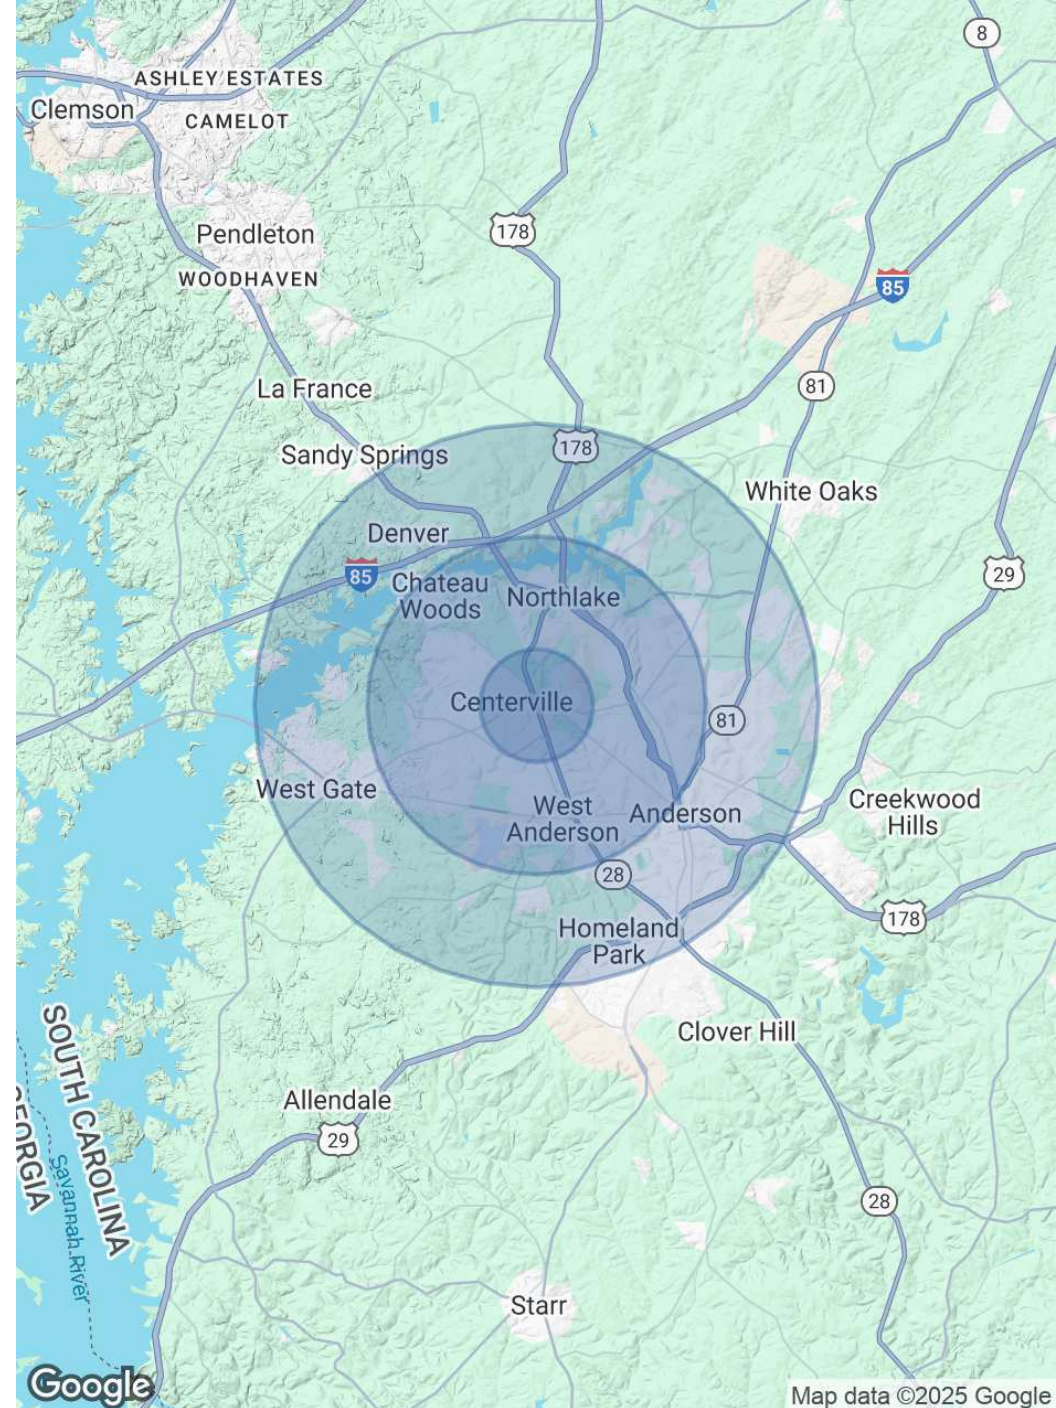 8
ASHLEY ESTATES
Clemson
CAMELOT
178
Pendleton
WOODHAVEN
85
La France
81
178
Sandy Springs
White Oaks
Denver
85
29
Chateau
Woods
Northlake
Centerville
81
West Gate
West
Anderson
Anderson
Creekwood
Hills
28
178
Homeland
Park
Clover Hill
SOUTH CAROLINA
GEORGIA
Savannah River
Allendale
29
28
Starr
Google
Map data ©2025 Google